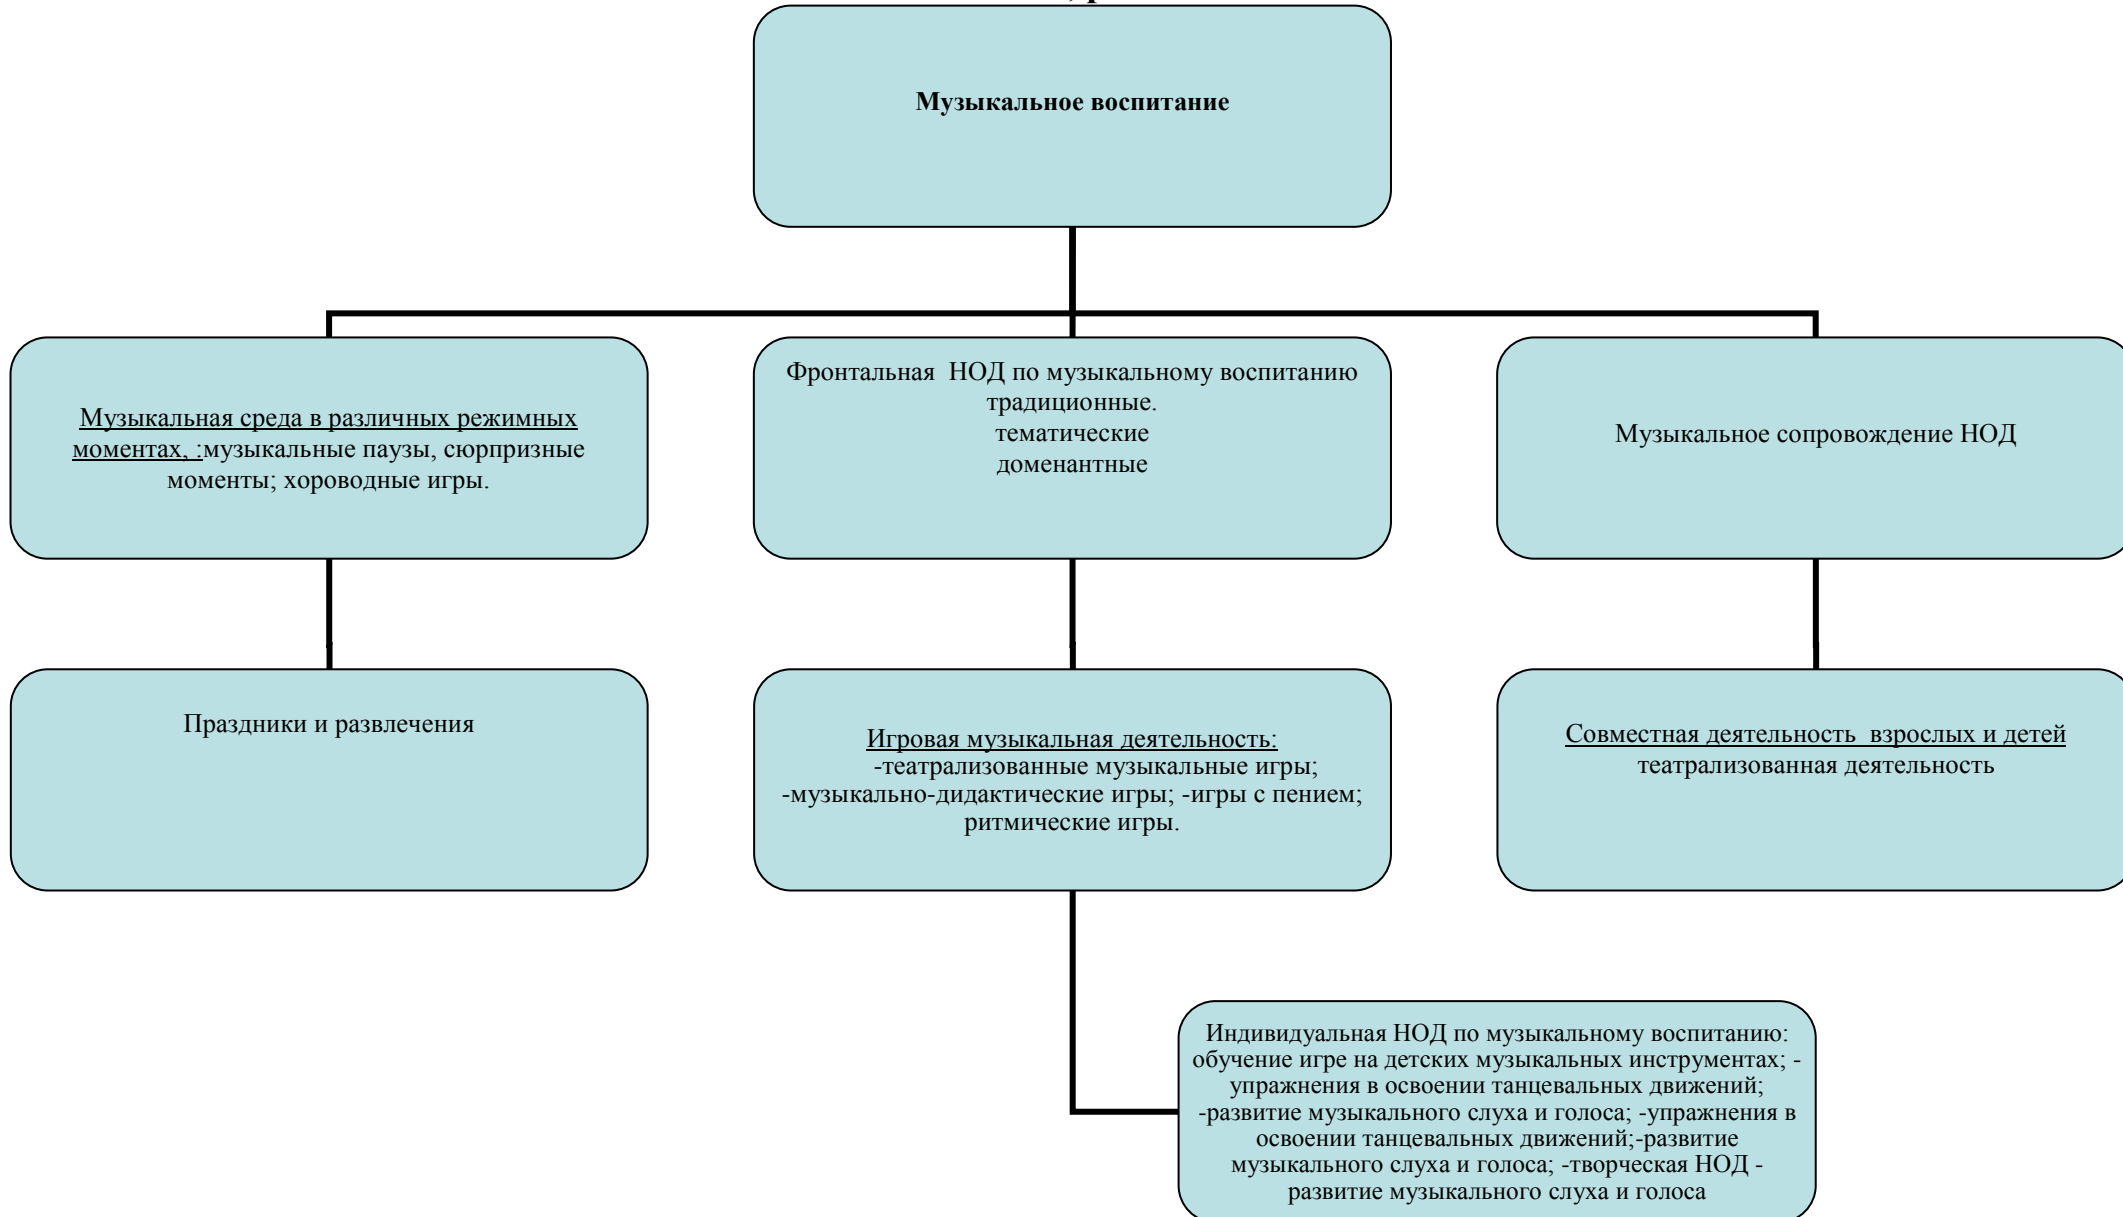 Музыкальное воспитание
Музыкальная среда в различных режимных
моментах, :музыкальные паузы, сюрпризные
моменты; хороводные игры.
Фронтальная  НОД по музыкальному воспитанию
традиционные.
тематические
доменантные
Музыкальное сопровождение НОД
Праздники и развлечения
Игровая музыкальная деятельность:
-театрализованные музыкальные игры;
-музыкально-дидактические игры; -игры с пением;
ритмические игры.
Совместная деятельность  взрослых и детей
театрализованная деятельность
Индивидуальная НОД по музыкальному воспитанию:
обучение игре на детских музыкальных инструментах; -
упражнения в освоении танцевальных движений;
-развитие музыкального слуха и голоса; -упражнения в
освоении танцевальных движений;-развитие
музыкального слуха и голоса; -творческая НОД -
развитие музыкального слуха и голоса